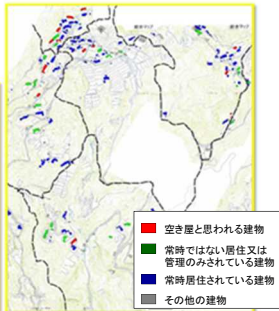 空き屋と思われる建物
常時ではない居住又は
管理のみされている建物
常時居住されている建物
その他の建物